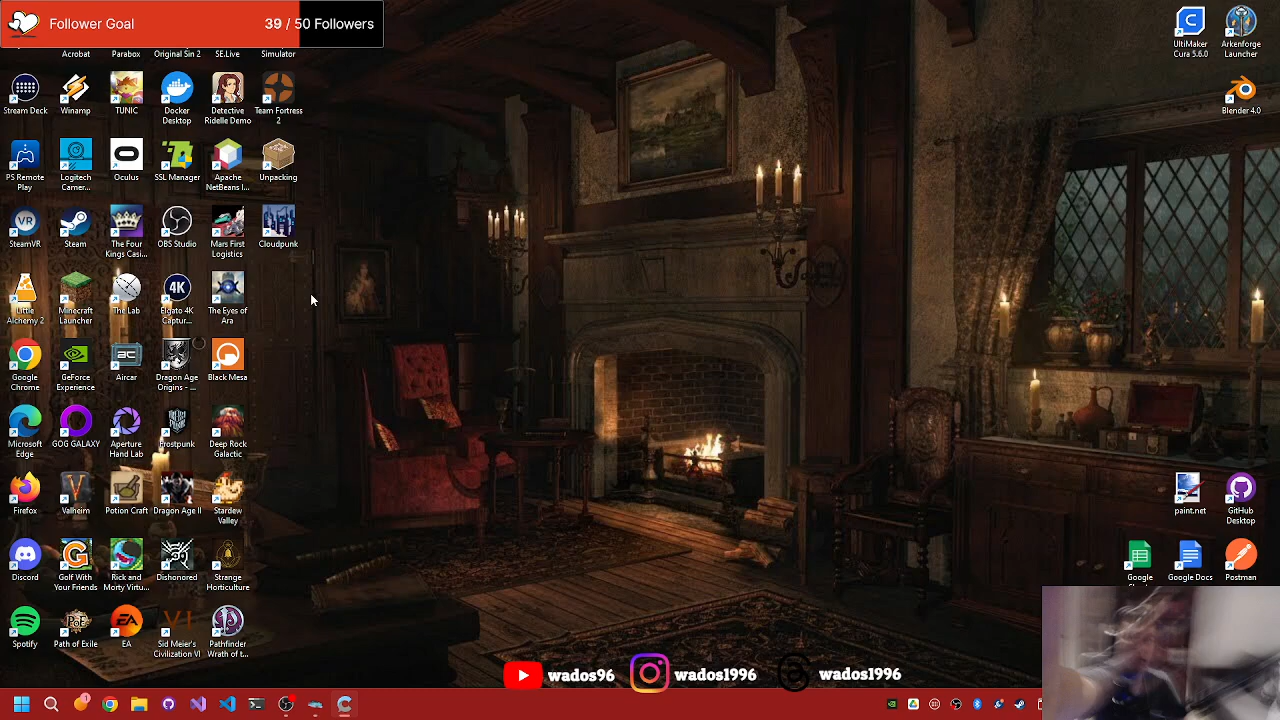 Follower Goal
39 / 50 Followers
Acrobat
Parabox
Original Sin 2
SE.Live
Simulator
UltiMaker
Cura 5.6.0
Arkenforge
Launcher
Stream Deck
Winamp
TUNIC
Docker
Desktop
Detective
Ridelle Demo
Team Fortress
2
Blender 4.0
PS Remote
Play
Logitech
Camer...
Oculus
SSL Manager
Apache
NetBeans I...
Unpacking
SteamVR
Steam
The Four
Kings Casi...
OBS Studio
Mars First
Logistics
Cloudpunk
Little
Alchemy 2
Minecraft
Launcher
The Lab
4K
Elgato 4K
Captur...
The Eyes of
Ara
Google
Chrome
GeForce
Experience
ac
Aircar
Dragon Age
Origins - ...
Black Mesa
Microsoft
Edge
GOG GALAXY
Aperture
Hand Lab
Frostpunk
Deep Rock
Galactic
Firefox
Valheim
Potion Craft
Dragon Age II
Stardew
Valley
paint.net
GitHub
Desktop
Discord
Golf With
Your Friends
Rick and
Morty Virtu...
Dishonored
Strange
Horticulture
Google
Google Docs
Postman
Spotify
Path of Exile
EA
EA
VI
Sid Meier's
Civilization VI
Pathfinder
Wrath of t...
wados96
wados1996
wados1996